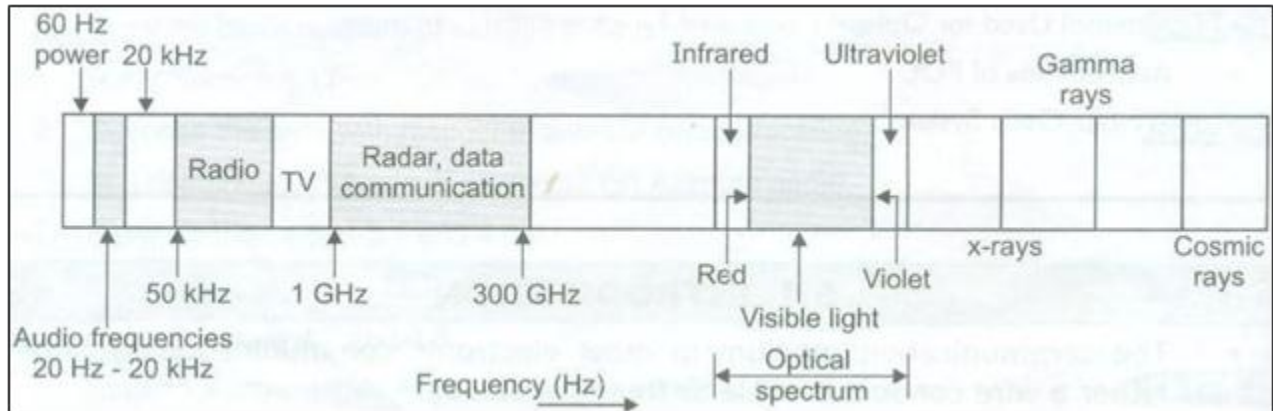 60 Hz
power 20 kHz
Infrared Ultraviolet
Gamma
rays
Radio
TV
Radar, data
communication
x-rays
Cosmic
rays
Red
Violet
50 kHz
1 GHz
300 GHz
Visible light
Audio frequencies
20 Hz - 20 kHz
Frequency (Hz)
Optical
spectrum